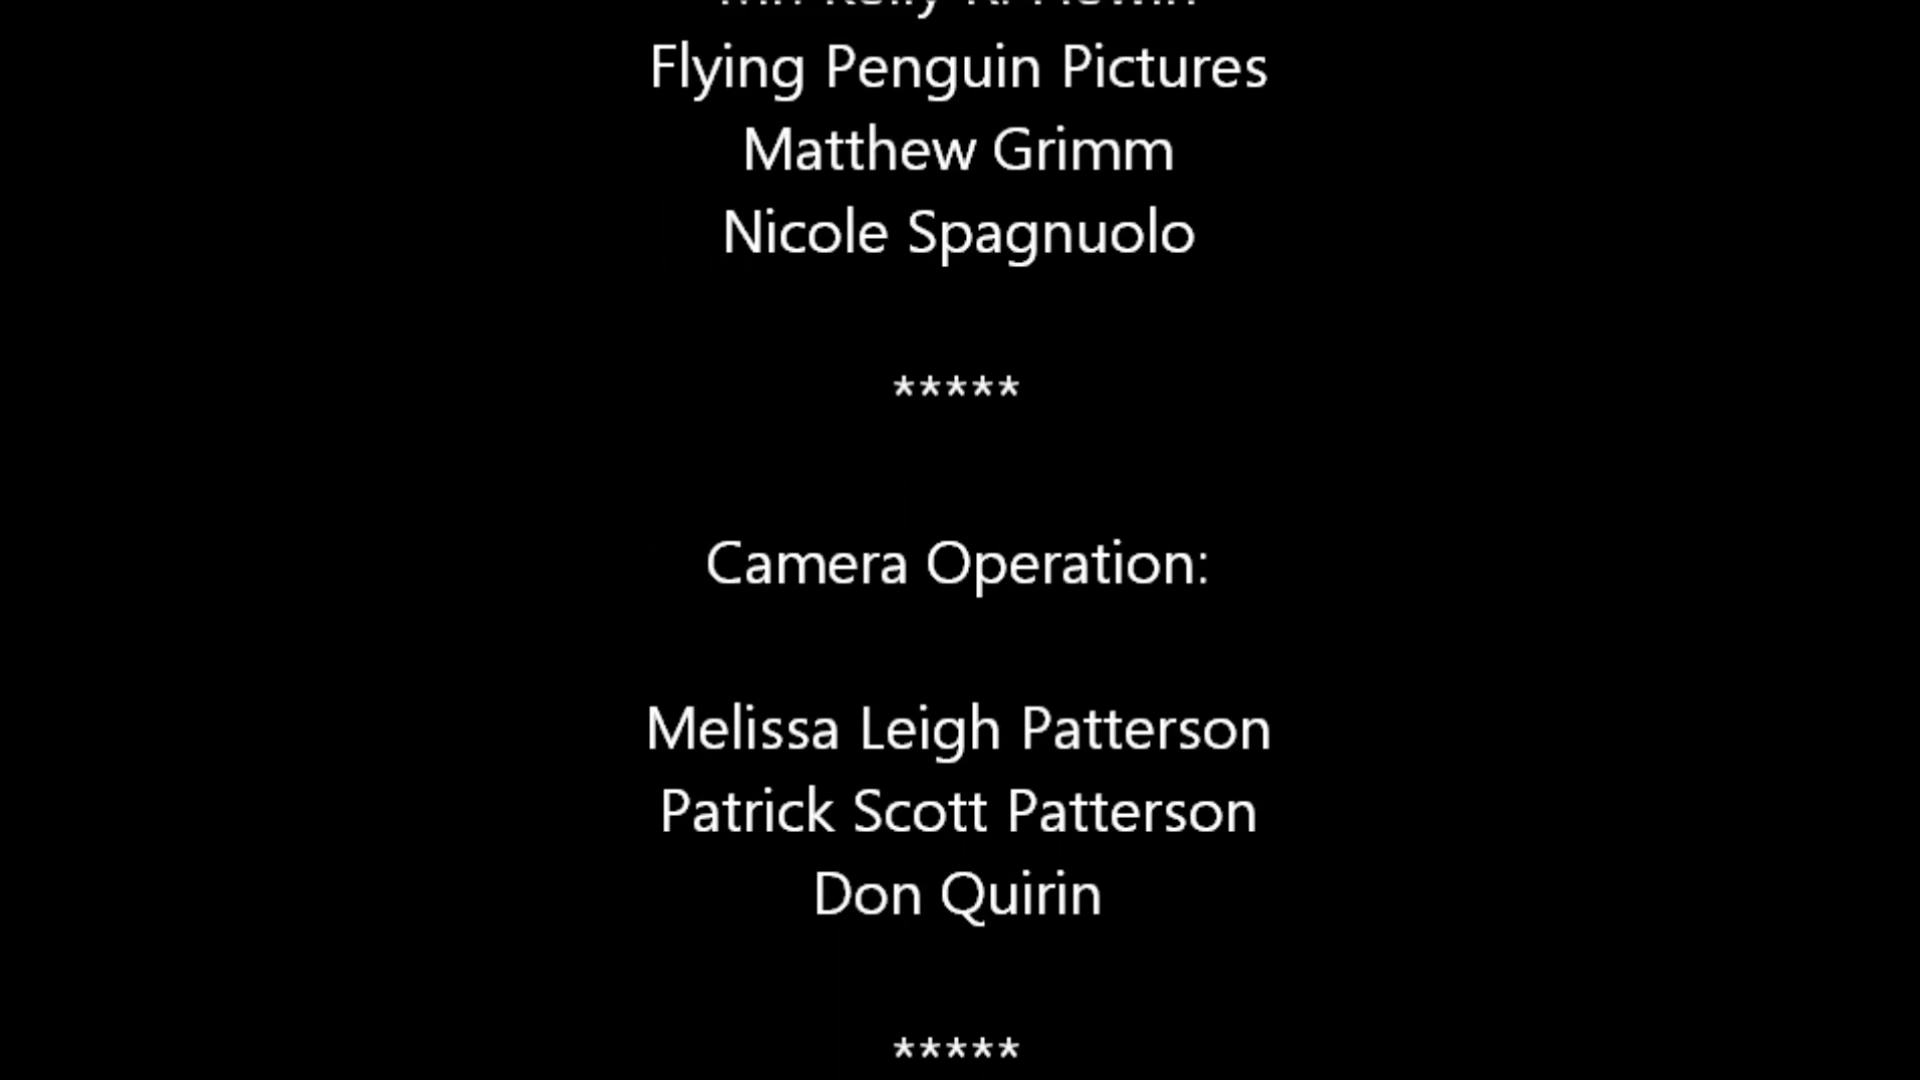 Flying Penguin Pictures
Matthew Grimm
Nicole Spagnuolo
*****
Camera Operation:
Melissa Leigh Patterson
Patrick Scott Patterson
Don Quirin
*****